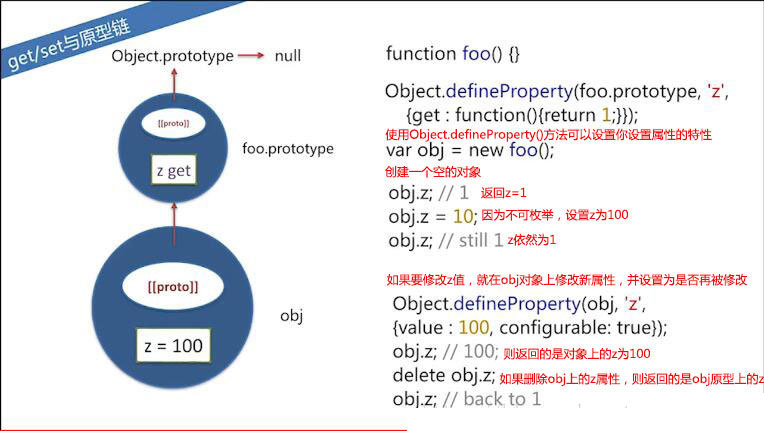 get/set与原型链
Object.prototype
null
[[proto]]
z get
foo.prototype
[[proto]]
z = 100
obj
function foo() {}
Object.defineProperty(foo.prototype, 'z',
{get : function(){return 1;}});
使用Object.defineProperty()方法可以设置你设置属性的特性
var obj = new foo();
创建一个空的对象
obj.z; // 1 返回z=1
obj.z = 10; 因为不可枚举，设置z为100
obj.z; // still 1 z依然为1
如果要修改z值，就在obj对象上修改新属性，并设置为是否再被修改
Object.defineProperty(obj, 'z',
{value : 100, configurable: true});
obj.z; // 100; 则返回的是对象上的z为100
delete obj.z; 如果删除obj上的z属性，则返回的是obj原型上的z
obj.z; // back to 1